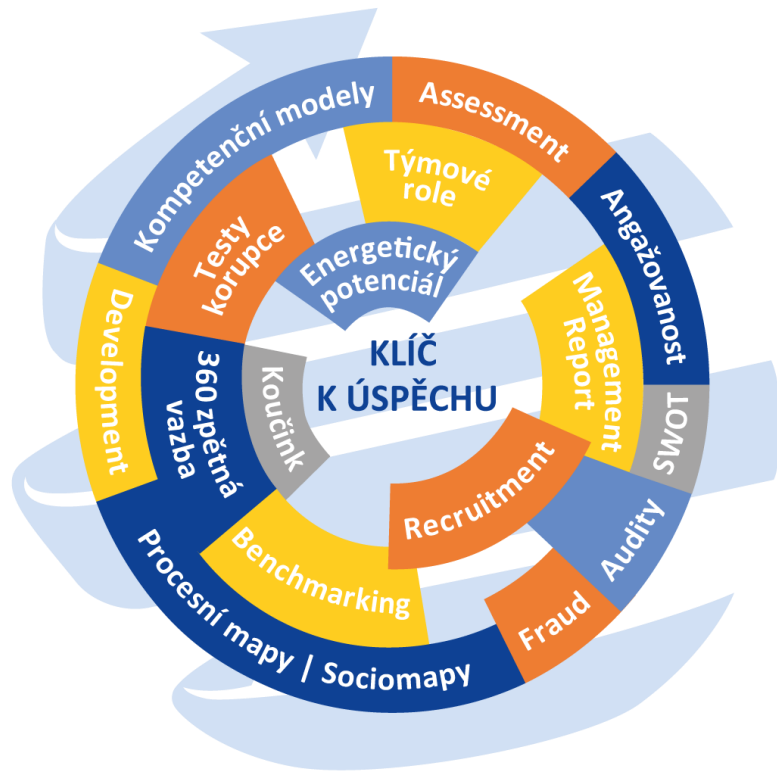 Kompetenční modely
Assessment
Angažovanost
SWOT
Audity
Fraud
Procesní mapy | Sociomapy
Development
Testy
korupce
Týmové
role
Management
Report
Recruitment
Benchmarking
360 zpětná
vazba
Koučink
Energetický
potenciál
KLÍČ
K ÚSPĚCHU